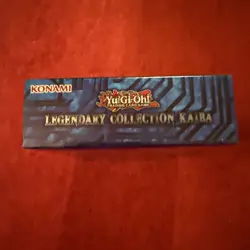 KONAMI
Yu-Gi-Oh!
TRADING CARD GAME
LEGENDARY COLLECTION KAIBA